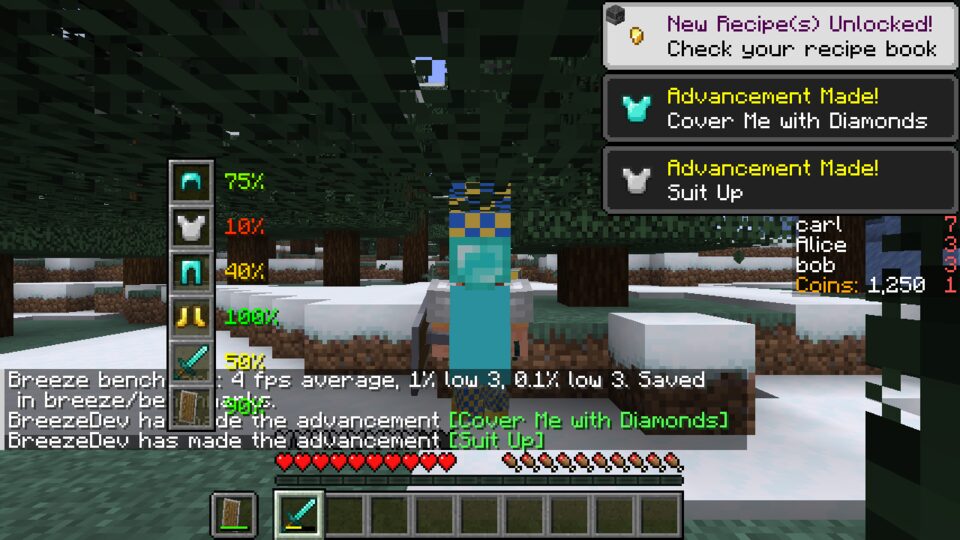 New Recipe(s) Unlocked!
Check your recipe book
Advancement Made!
Cover Me with Diamonds
Advancement Made!
Suit Up
carl 7
Alice 3
bob 3
Coins: 1,250 1
75%
10%
40%
100%
50%
90%
Breeze bench : 4 fps average, 1% low 3, 0.1% low 3. Saved
in breeze/be marks.
BreezeDev ha de the advancement [Cover Me with Diamonds]
BreezeDev has made the advancement [Suit Up]